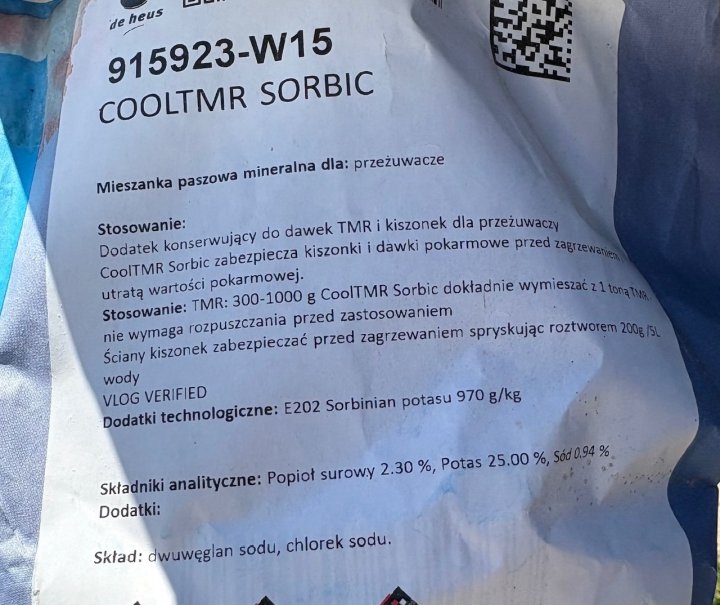 de heus
915923-W15
COOLTMR SORBIC
Mieszanka paszowa mineralna dla: przeżuwacze
Stosowanie:
Dodatek konserwujący do dawek TMR i kiszonek dla przeżuwaczy
CoolTMR Sorbic zabezpiecza kiszonki i dawki pokarmowe przed zagrzewaniem
utratą wartości pokarmowej.
Stosowanie: TMR: 300-1000 g CoolTMR Sorbic dokładnie wymieszać z 1 toną TMR
nie wymaga rozpuszczania przed zastosowaniem
Ściany kiszonek zabezpieczać przed zagrzewaniem spryskując roztworem 200g /5L
wody
VLOG VERIFIED
Dodatki technologiczne: E202 Sorbinian potasu 970 g/kg
Składniki analityczne: Popiół surowy 2.30 %, Potas 25.00 %, Sód 0.94 %
Dodatki:
Skład: dwuwęglan sodu, chlorek sodu.